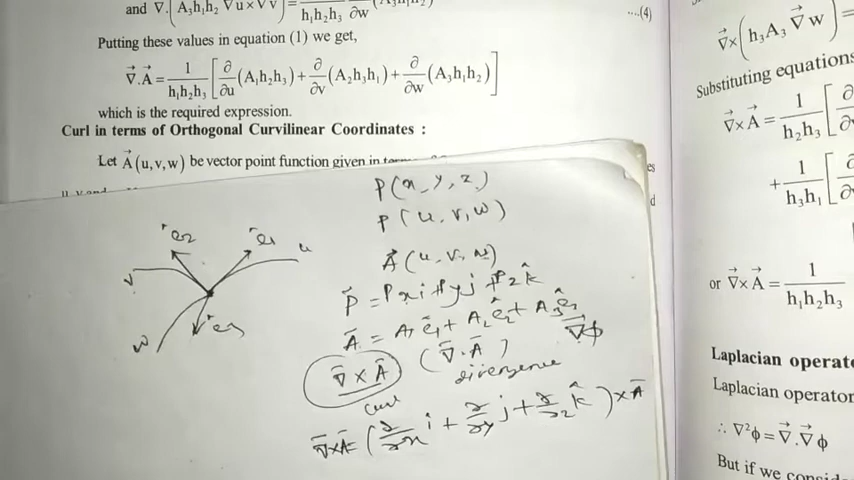 and ∇.(A₃h₁h₂ ∇u×∇v) = 1/h₁h₂h₃ ∂/∂w (A₃h₁h₂) ....(4)
Putting these values in equation (1) we get,
∇.A = 1/h₁h₂h₃ [∂/∂u (A₁h₂h₃) + ∂/∂v (A₂h₃h₁) + ∂/∂w (A₃h₁h₂)]
which is the required expression.
Curl in terms of Orthogonal Curvilinear Coordinates :
Let A (u,v,w) be vector point function given in
P(x, y, z)
P(u, v, w)
A(u, v, w)
P = Pxi + Pyj + Pzk̂
A = A₁ê₁ + A₂ê₂ + A₃ê₃
∇φ
∇ × A
(∇ . A)
curl
divergence
∇×A = (∂/∂x i + ∂/∂y j + ∂/∂z k̂) × A
ê₂
ê₁
u
v
w
ê₃
∇×(h₃A₃ ∇w) =
Substituting equations
∇×A = 1/h₂h₃ [
+ 1/h₃h₁ [
or ∇×A = 1/h₁h₂h₃
Laplacian operat
Laplacian operator
∴ ∇²φ = ∇.∇φ
But if we consid